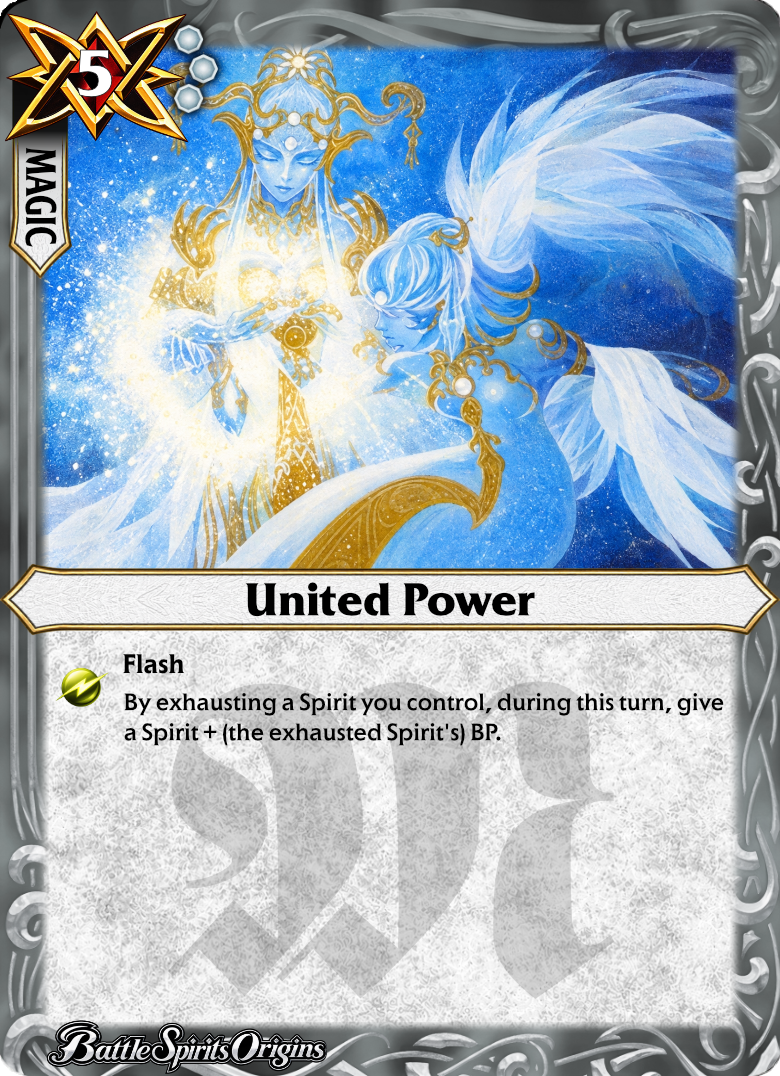 5
MAGIC
United Power
Flash
By exhausting a Spirit you control, during this turn, give
a Spirit + (the exhausted Spirit's) BP.
Battle Spirits Origins